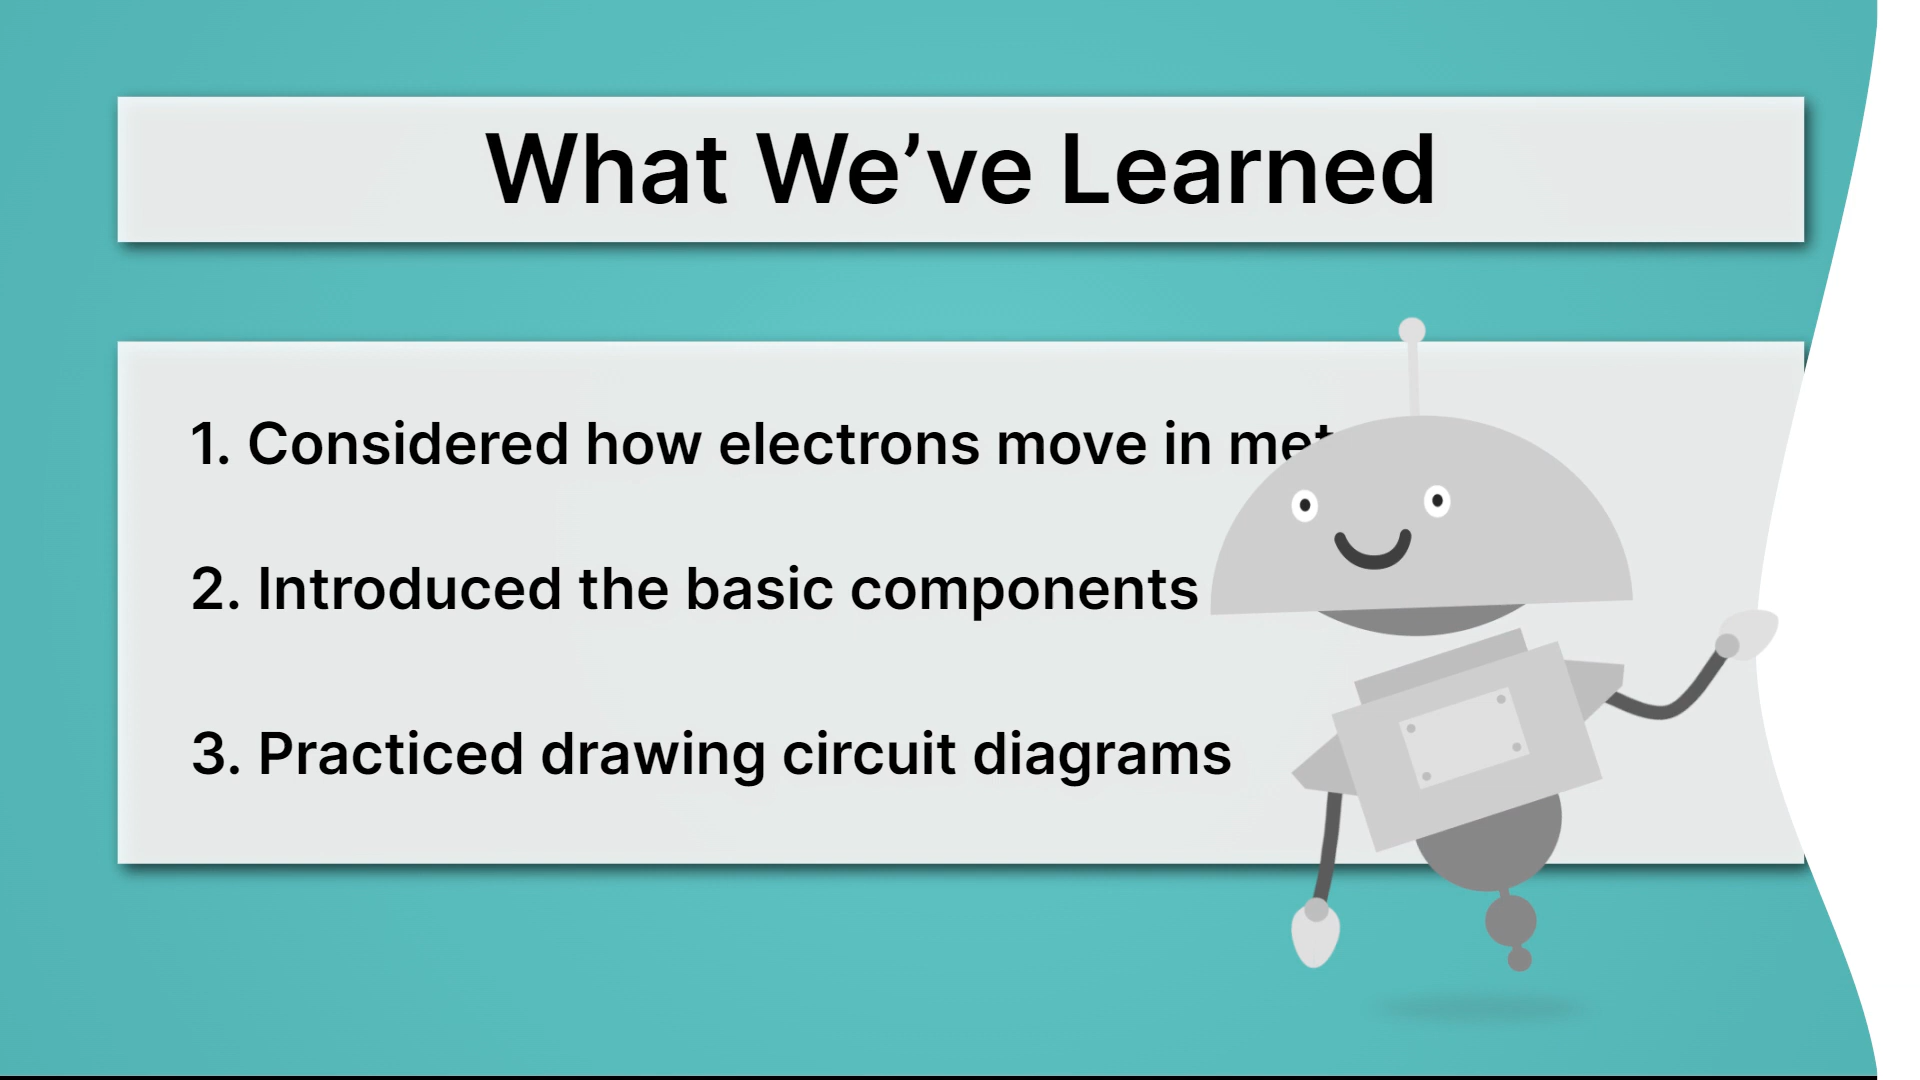 What We’ve Learned
1. Considered how electrons move in
2. Introduced the basic components
3. Practiced drawing circuit diagrams